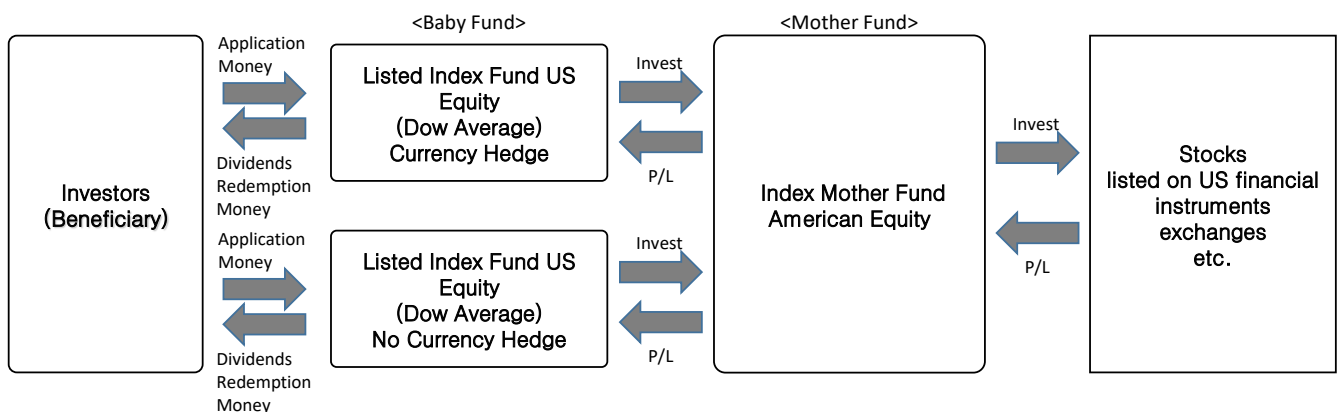 <Baby Fund>
<Mother Fund>
Investors
(Beneficiary)
Application
Money
Dividends
Redemption
Money
Application
Money
Dividends
Redemption
Money
Listed Index Fund US
Equity
(Dow Average)
Currency Hedge
Listed Index Fund US
Equity
(Dow Average)
No Currency Hedge
Invest
P/L
Invest
P/L
Index Mother Fund
American Equity
Invest
P/L
Stocks
listed on US financial
instruments
exchanges
etc.